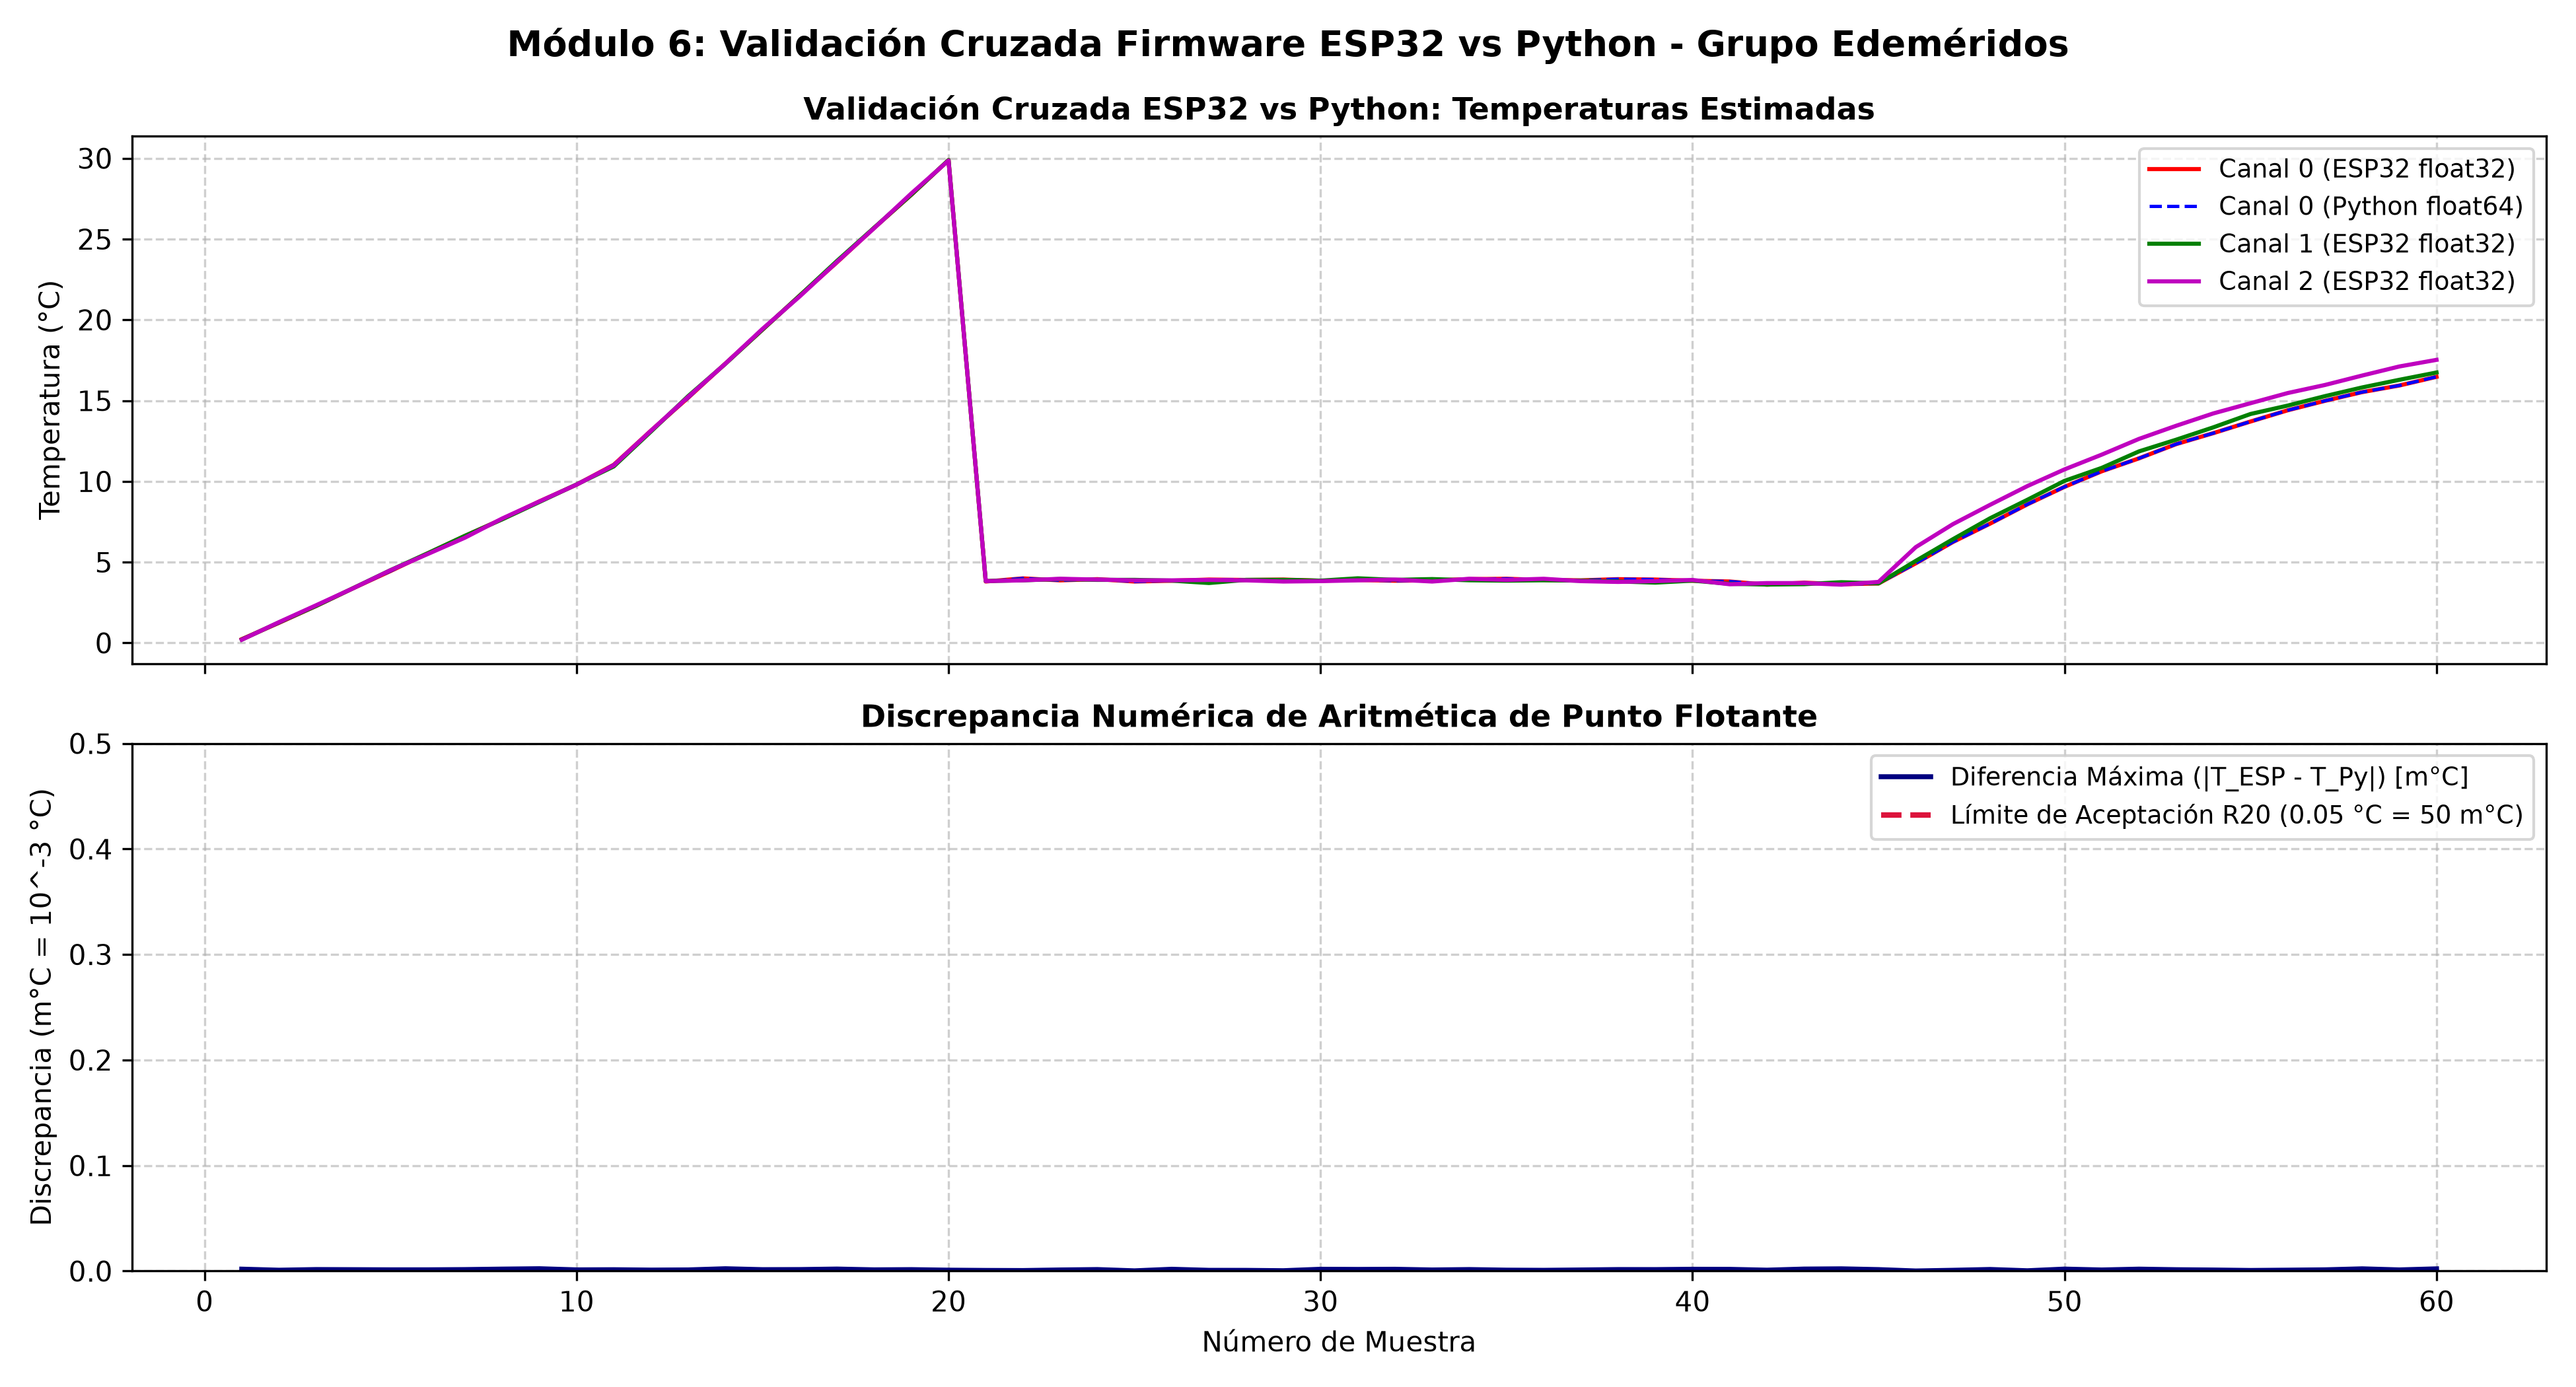 Módulo 6: Validación Cruzada Firmware ESP32 vs Python - Grupo Edeméridos
Validación Cruzada ESP32 vs Python: Temperaturas Estimadas
Temperatura (°C)
30
25
20
15
10
5
0
Canal 0 (ESP32 float32)
Canal 0 (Python float64)
Canal 1 (ESP32 float32)
Canal 2 (ESP32 float32)
Discrepancia Numérica de Aritmética de Punto Flotante
Discrepancia (m°C = 10^-3 °C)
0.5
0.4
0.3
0.2
0.1
0.0
Diferencia Máxima (|T_ESP - T_Py|) [m°C]
Límite de Aceptación R20 (0.05 °C = 50 m°C)
0 10 20 30 40 50 60
Número de Muestra